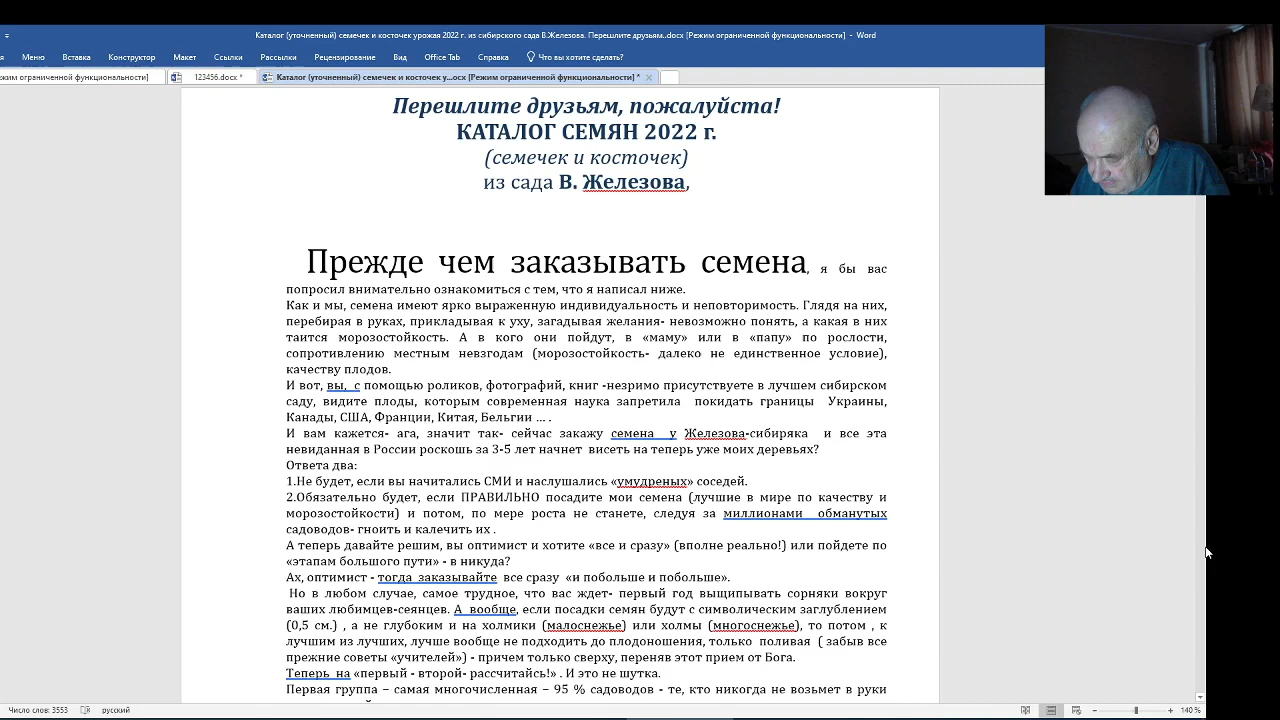 Каталог (уточненный) семечек и косточек урожая 2022 г. из сибирского сада В.Железова. Перешлите друзьям..docx [Режим ограниченной функциональности] - Word
Меню Вставка Конструктор Макет Ссылки Рассылки Рецензирование Вид Office Tab Справка Что вы хотите сделать?
ограниченной функциональности] 123456.docx * Каталог (уточненный) семечек и косточек у...ocx [Режим ограниченной функциональности] *
Перешлите друзьям, пожалуйста!
КАТАЛОГ СЕМЯН 2022 г.
(семечек и косточек)
из сада В. Железова,
Прежде чем заказывать семена, я бы вас
попросил внимательно ознакомиться с тем, что я написал ниже.
Как и мы, семена имеют ярко выраженную индивидуальность и неповторимость. Глядя на них,
перебирая в руках, прикладывая к уху, загадывая желания- невозможно понять, а какая в них
таится морозостойкость. А в кого они пойдут, в «маму» или в «папу» по рослости,
сопротивлению местным невзгодам (морозостойкость- далеко не единственное условие),
качеству плодов.
И вот, вы, с помощью роликов, фотографий, книг -незримо присутствуете в лучшем сибирском
саду, видите плоды, которым современная наука запретила покидать границы Украины,
Канады, США, Франции, Китая, Бельгии ... .
И вам кажется- ага, значит так- сейчас закажу семена у Железова-сибиряка и все эта
невиданная в России роскошь за 3-5 лет начнет висеть на теперь уже моих деревьях?
Ответа два:
1.Не будет, если вы начитались СМИ и наслушались «умудреных» соседей.
2.Обязательно будет, если ПРАВИЛЬНО посадите мои семена (лучшие в мире по качеству и
морозостойкости) и потом, по мере роста не станете, следуя за миллионами обманутых
садоводов- гноить и калечить их .
А теперь давайте решим, вы оптимист и хотите «все и сразу» (вполне реально!) или пойдете по
«этапам большого пути» - в никуда?
Ах, оптимист - тогда заказывайте все сразу «и побольше и побольше».
Но в любом случае, самое трудное, что вас ждет- первый год выщипывать сорняки вокруг
ваших любимцев-сеянцев. А вообще, если посадки семян будут с символическим заглублением
(0,5 см.) , а не глубоким и на холмики (малоснежье) или холмы (многоснежье), то потом , к
лучшим из лучших, лучше вообще не подходить до плодоношения, только поливая ( забыв все
прежние советы «учителей») - причем только сверху, переняв этот прием от Бога.
Теперь на «первый - второй- рассчитайсь!» . И это не шутка.
Первая группа – самая многочисленная – 95 % садоводов - те, кто никогда не возьмет в руки
Число слов: 3553 русский 140 %